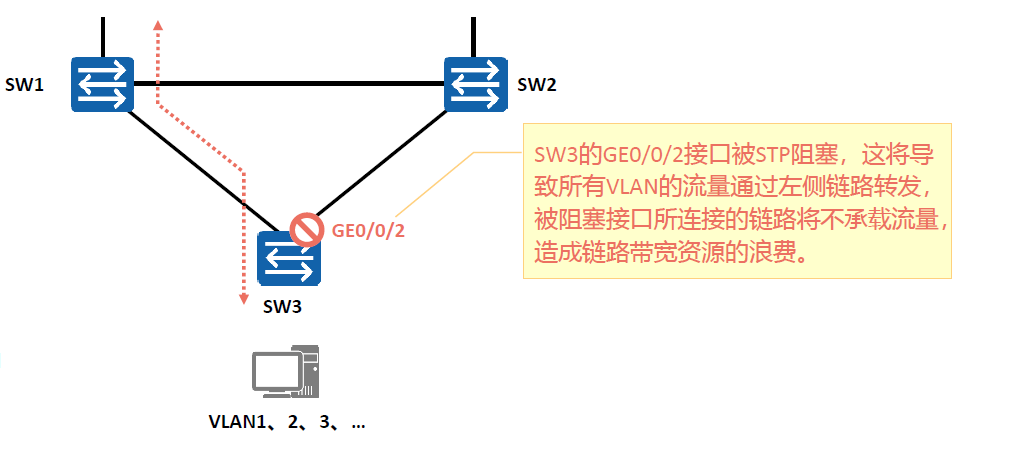 SW1
SW2
SW3的GE0/0/2接口被STP阻塞，这将导
致所有VLAN的流量通过左侧链路转发，
被阻塞接口所连接的链路将不承载流量，
造成链路带宽资源的浪费。
GE0/0/2
SW3
VLAN1、2、3、...